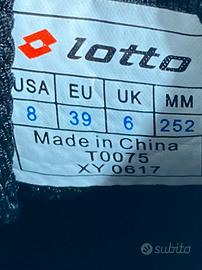 lotto
USA EU UK MM
8 39 6 252
Made in China
T0075
XY 0617
subito